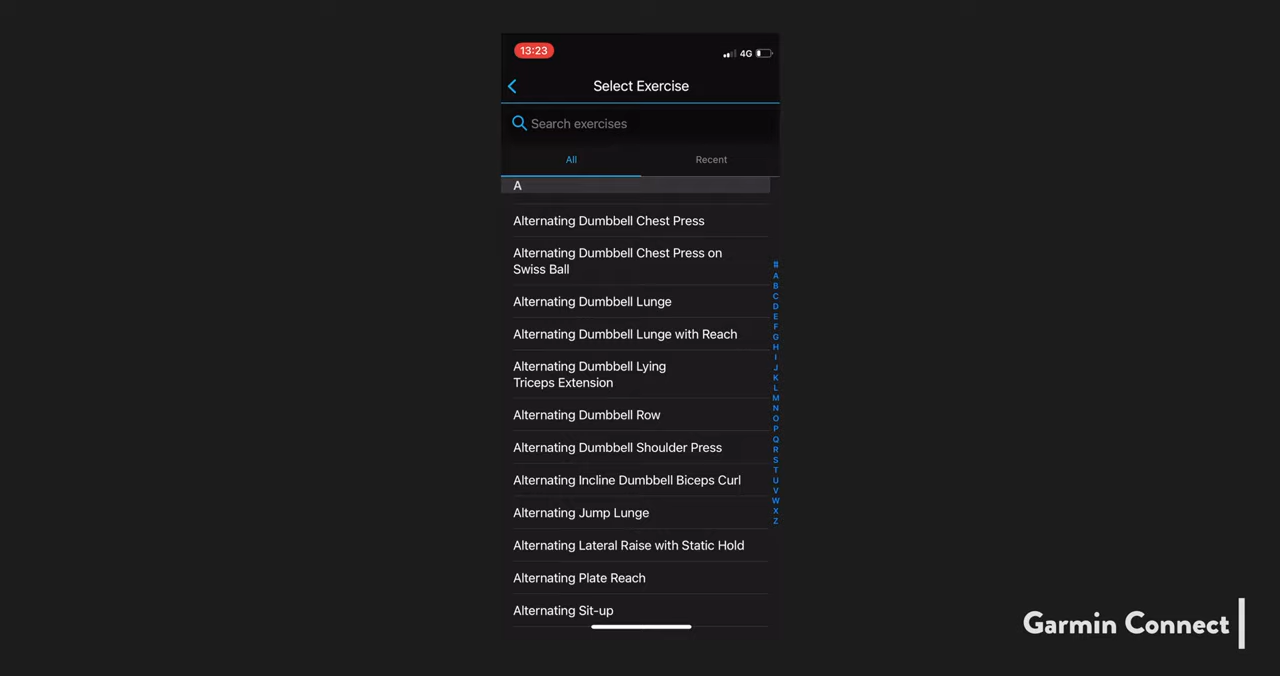 13:23
4G
Select Exercise
Search exercises
All
Recent
A
Alternating Dumbbell Chest Press
Alternating Dumbbell Chest Press on
Swiss Ball
Alternating Dumbbell Lunge
Alternating Dumbbell Lunge with Reach
Alternating Dumbbell Lying
Triceps Extension
Alternating Dumbbell Row
Alternating Dumbbell Shoulder Press
Alternating Incline Dumbbell Biceps Curl
Alternating Jump Lunge
Alternating Lateral Raise with Static Hold
Alternating Plate Reach
Alternating Sit-up
#
A
B
C
D
E
F
G
H
I
J
K
L
M
N
O
P
Q
R
S
T
U
V
W
X
Z
Garmin Connect